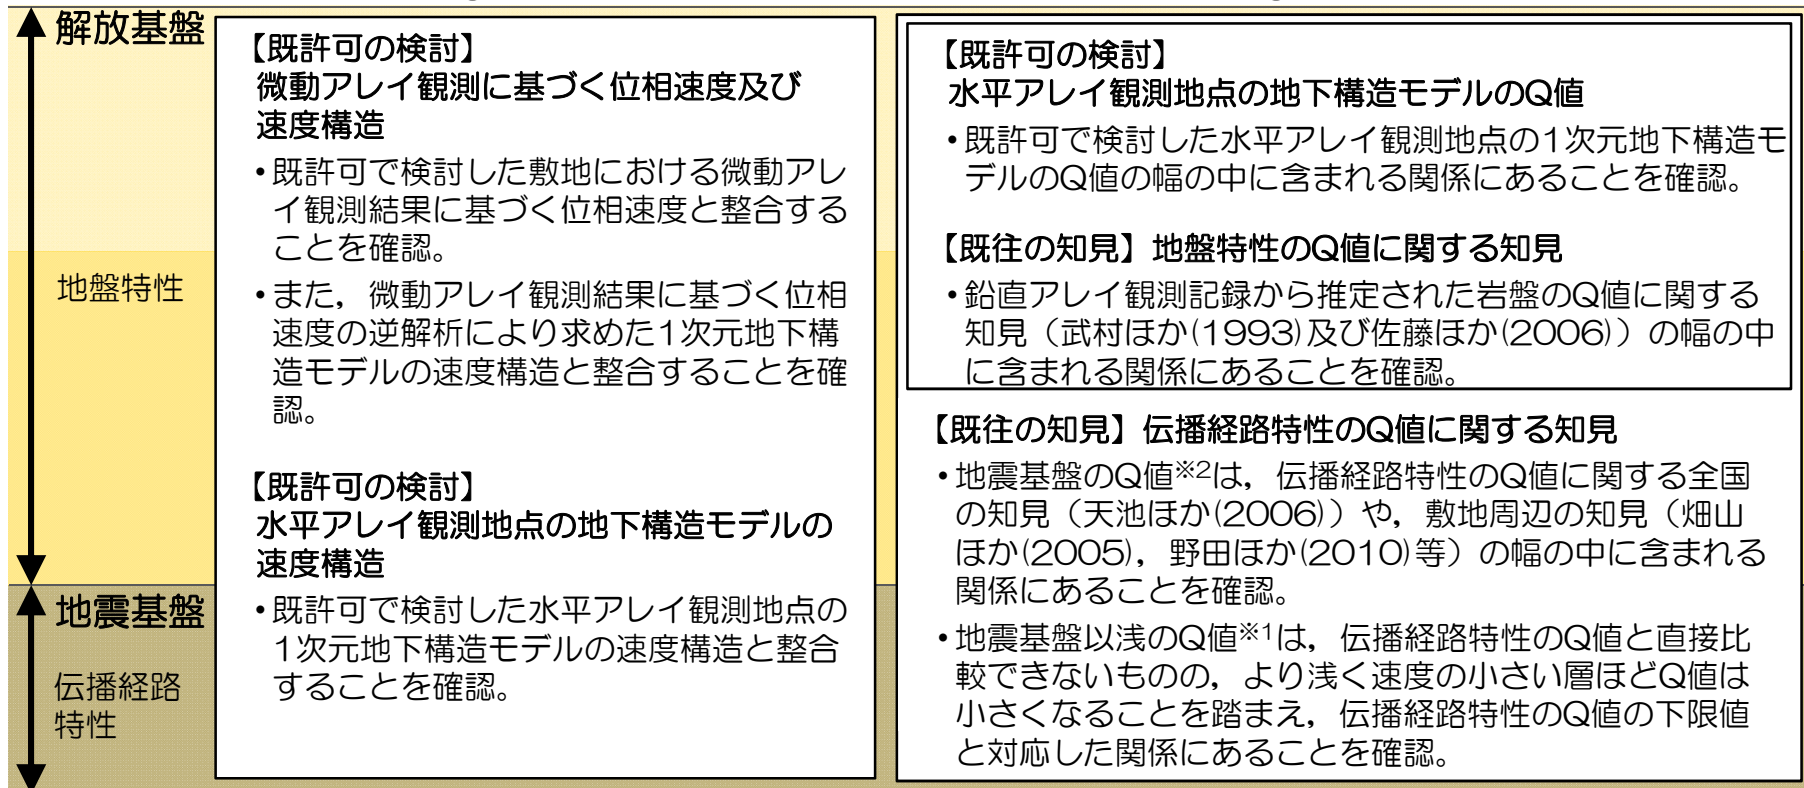 解放基盤
地盤特性
地震基盤
伝播経路
特性
【既許可の検討】
微動アレイ観測に基づく位相速度及び
速度構造
•既許可で検討した敷地における微動アレ
イ観測結果に基づく位相速度と整合する
ことを確認。
•また，微動アレイ観測結果に基づく位相
速度の逆解析により求めた1次元地下構
造モデルの速度構造と整合することを確
認。
【既許可の検討】
水平アレイ観測地点の地下構造モデルの
速度構造
•既許可で検討した水平アレイ観測地点の
1次元地下構造モデルの速度構造と整合
することを確認。
【既許可の検討】
水平アレイ観測地点の地下構造モデルのQ値
•既許可で検討した水平アレイ観測地点の1次元地下構造モ
デルのQ値の幅の中に含まれる関係にあることを確認。
【既往の知見】地盤特性のQ値に関する知見
•鉛直アレイ観測記録から推定された岩盤のQ値に関する
知見（武村ほか(1993)及び佐藤ほか(2006)）の幅の中
に含まれる関係にあることを確認。
【既往の知見】伝播経路特性のQ値に関する知見
•地震基盤のQ値※2は，伝播経路特性のQ値に関する全国
の知見（天池ほか(2006)）や，敷地周辺の知見（畑山
ほか(2005)，野田ほか(2010)等）の幅の中に含まれる
関係にあることを確認。
•地震基盤以浅のQ値※1は，伝播経路特性のQ値と直接比
較できないものの，より浅く速度の小さい層ほどQ値は
小さくなることを踏まえ，伝播経路特性のQ値の下限値
と対応した関係にあることを確認。